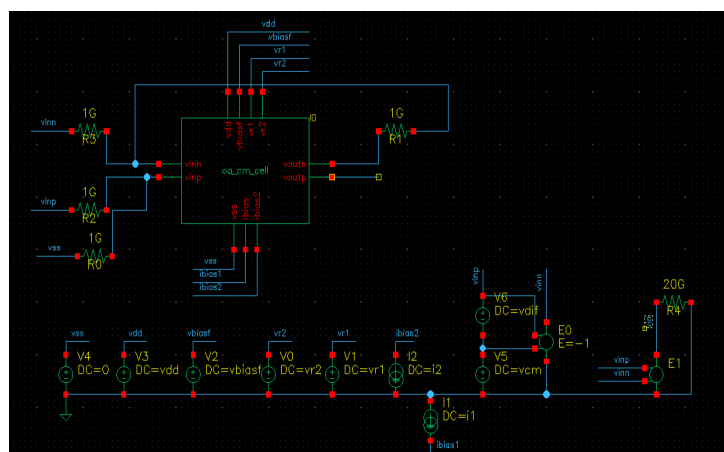 vdd
vbiasf
vr1
vr2
1G
I0
1G
vinn
R3
vdd
vbiasf
vr1
vr2
R1
vinn
voutn
oa_cm_cell
1G
vinp
voutp
vinp
R2
1G
vss
ibias
ibias2
vss
R0
vss
ibias1
ibias2
vinp
vinn
20G
V6
DC=vdif
R4
E0
E=-1
vss
vdd
vbiasf
vr2
vr1
ibias2
V4
DC=0
V3
DC=vdd
V2
DC=vbiasf
V0
DC=vr2
V1
DC=vr1
I2
DC=i2
V5
DC=vcm
vinp
vinn
E1
I1
DC=i1
ibias1